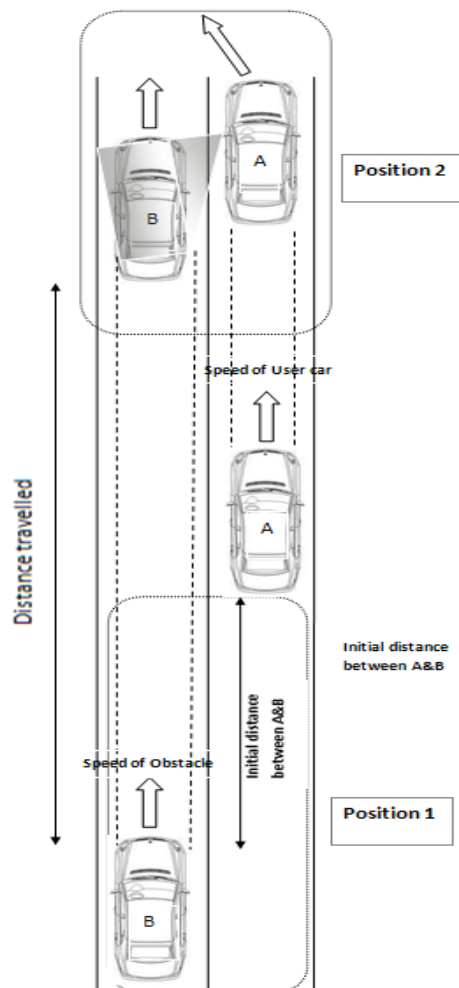 A
B
Position 2
Speed of User car
A
Distance travelled
Initial distance
between A&B
Initial distance
between A&B
Speed of Obstacle
Position 1
B